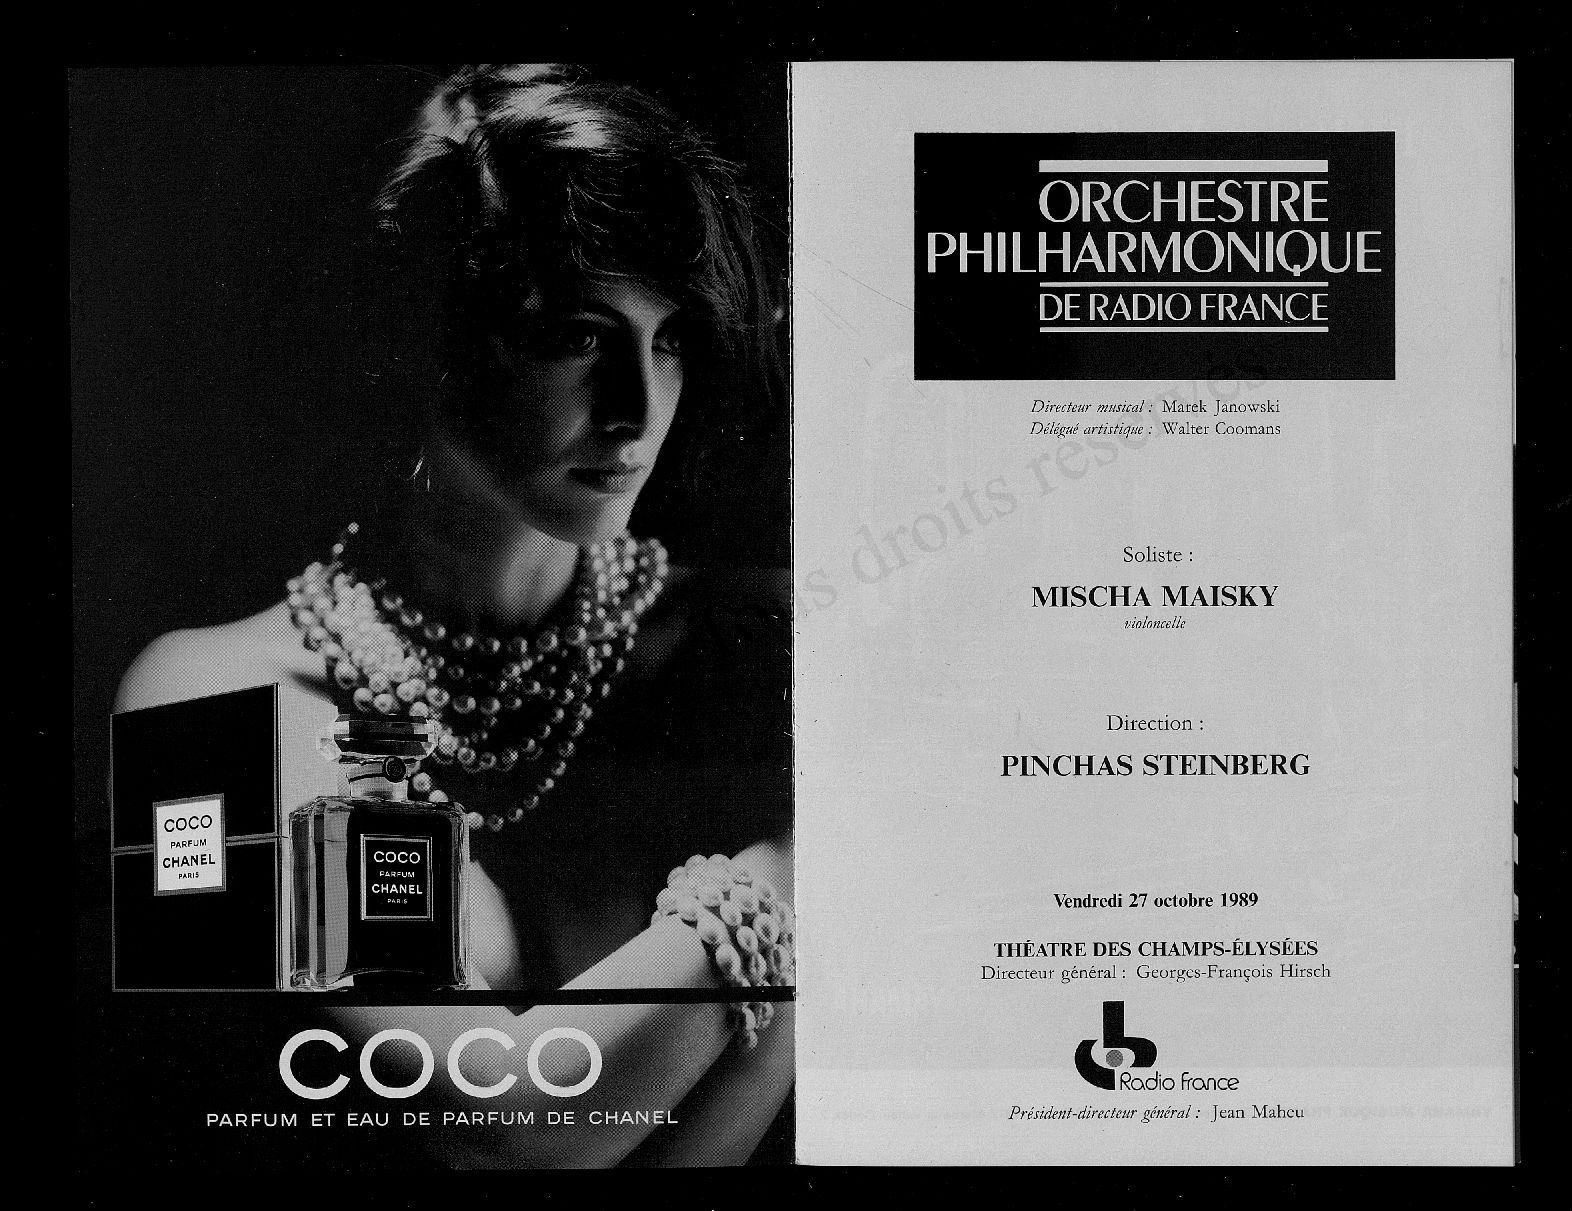 COCO
PARFUM
CHANEL
PARIS
COCO
PARFUM
CHANEL
PARIS
COCO
PARFUM ET EAU DE PARFUM DE CHANEL
ORCHESTRE
PHILHARMONIQUE
DE RADIO FRANCE
Directeur musical : Marek Janowski
Délégué artistique : Walter Coomans
droits réservés
Soliste :
MISCHA MAISKY
violoncelle
Direction :
PINCHAS STEINBERG
Vendredi 27 octobre 1989
THÉATRE DES CHAMPS-ÉLYSÉES
Directeur général : Georges-François Hirsch
Radio France
Président-directeur général : Jean Maheu